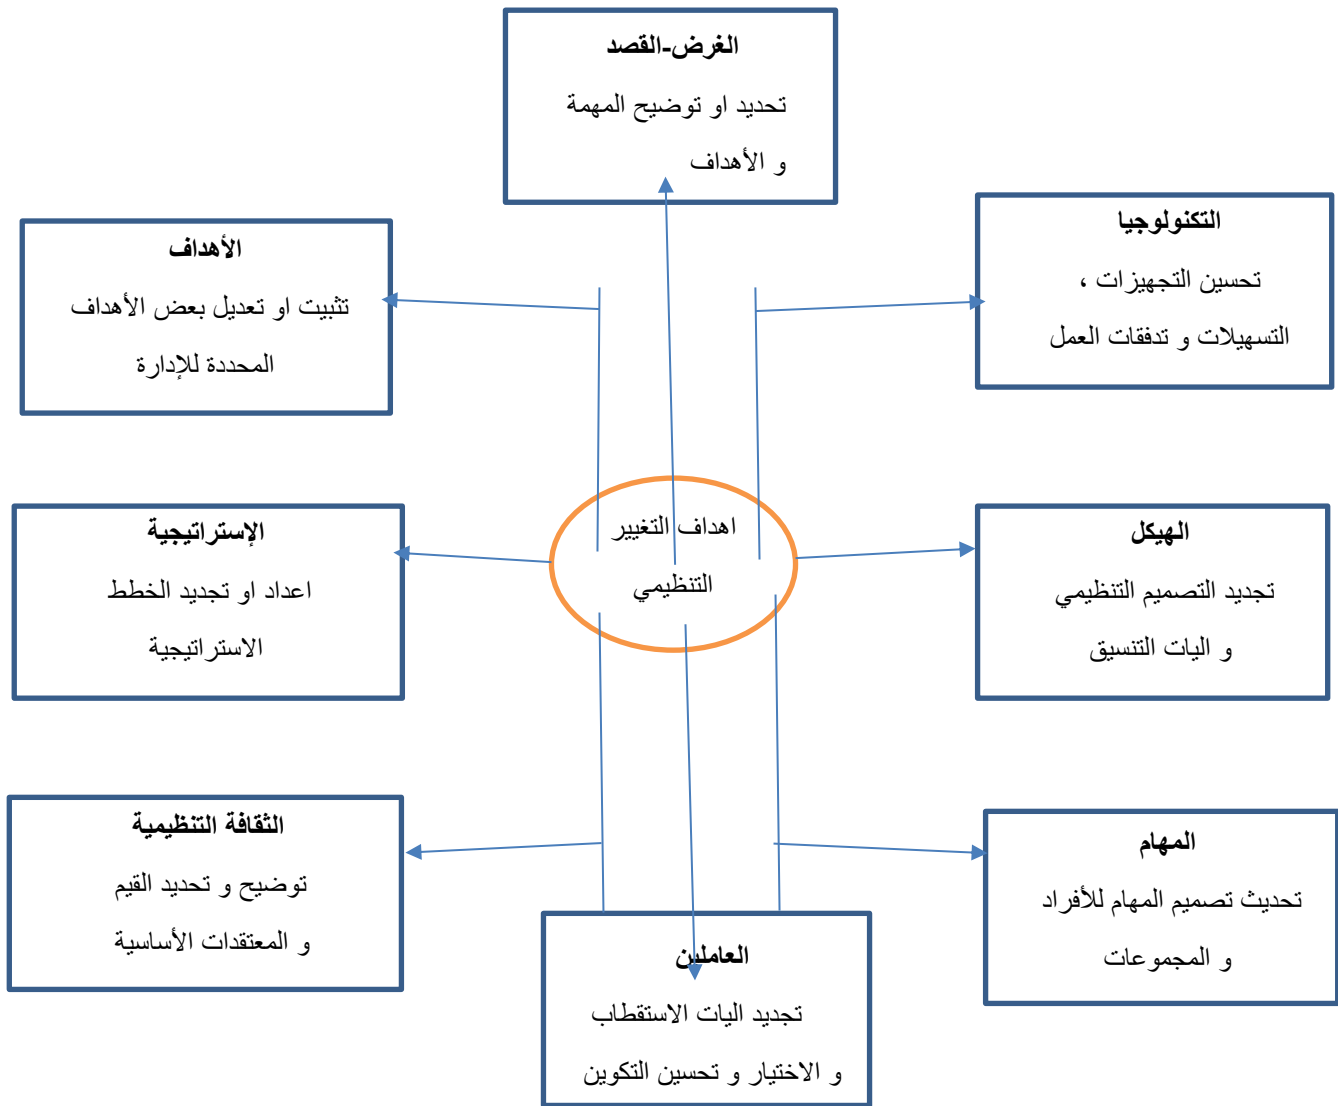 الغرض-القصد
تحديد او توضيح المهمة
و الأهداف
التكنولوجيا
تحسين التجهيزات ،
التسهيلات و تدفقات العمل
الأهداف
تثبيت او تعديل بعض الأهداف
المحددة للإدارة
اهداف التغيير
التنظيمي
الهيكل
تجديد التصميم التنظيمي
و اليات التنسيق
الإستراتيجية
اعداد او تجديد الخطط
الاستراتيجية
المهام
تحديث تصميم المهام للأفراد
و المجموعات
الثقافة التنظيمية
توضيح و تحديد القيم
و المعتقدات الأساسية
العاملين
تجديد اليات الاستقطاب
و الاختيار و تحسين التكوين